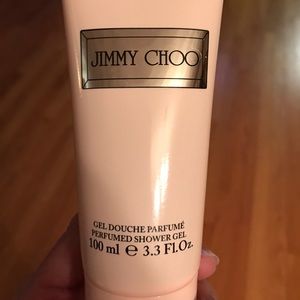 JIMMY CHOO
GEL DOUCHE PARFUMÉ
PERFUMED SHOWER GEL
100 ml ℮ 3.3 Fl.Oz.